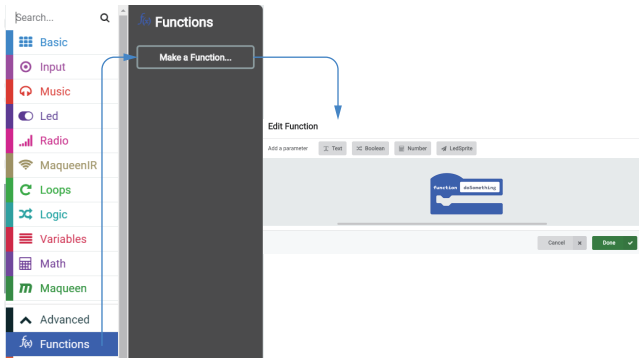 Search...
Basic
Input
Music
Led
Radio
MaqueenIR
Loops
Logic
Variables
Math
Maqueen
Advanced
f(x) Functions
f(x) Functions
Make a Function...
Edit Function
Add a parameter Text Boolean Number LedSprite
function doSomething
Cancel Done